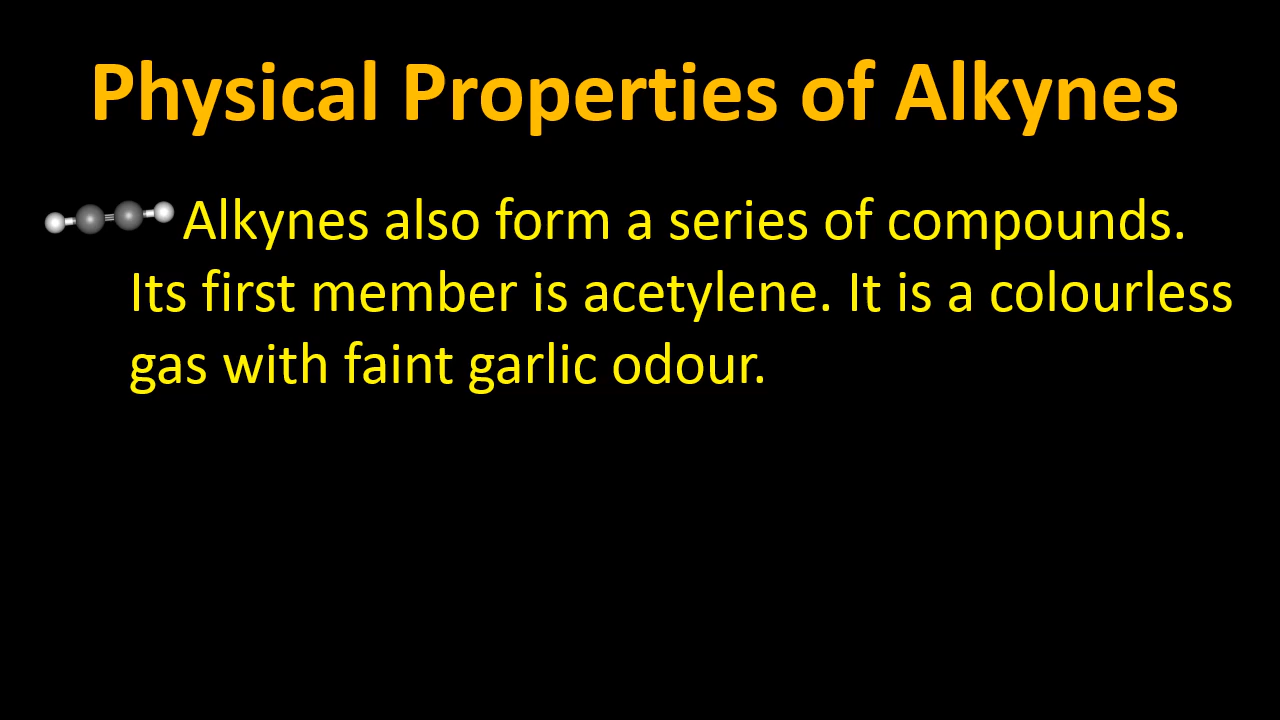 Physical Properties of Alkynes
Alkynes also form a series of compounds.
Its first member is acetylene. It is a colourless
gas with faint garlic odour.